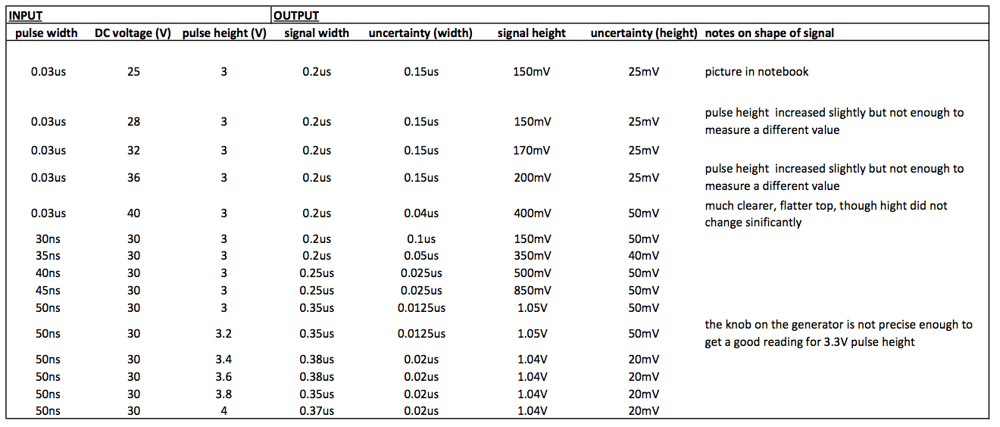 INPUT OUTPUT
pulse width DC voltage (V) pulse height (V) signal width uncertainty (width) signal height uncertainty (height) notes on shape of signal
0.03us 25 3 0.2us 0.15us 150mV 25mV picture in notebook
0.03us 28 3 0.2us 0.15us 150mV 25mV pulse height increased slightly but not enough to
measure a different value
0.03us 32 3 0.2us 0.15us 170mV 25mV
0.03us 36 3 0.2us 0.15us 200mV 25mV pulse height increased slightly but not enough to
measure a different value
0.03us 40 3 0.2us 0.04us 400mV 50mV much clearer, flatter top, though hight did not
change sinificantly
30ns 30 3 0.2us 0.1us 150mV 50mV
35ns 30 3 0.2us 0.05us 350mV 40mV
40ns 30 3 0.25us 0.025us 500mV 50mV
45ns 30 3 0.25us 0.025us 850mV 50mV
50ns 30 3 0.35us 0.0125us 1.05V 50mV
50ns 30 3.2 0.35us 0.0125us 1.05V 50mV the knob on the generator is not precise enough to
get a good reading for 3.3V pulse height
50ns 30 3.4 0.38us 0.02us 1.04V 20mV
50ns 30 3.6 0.38us 0.02us 1.04V 20mV
50ns 30 3.8 0.35us 0.02us 1.04V 20mV
50ns 30 4 0.37us 0.02us 1.04V 20mV